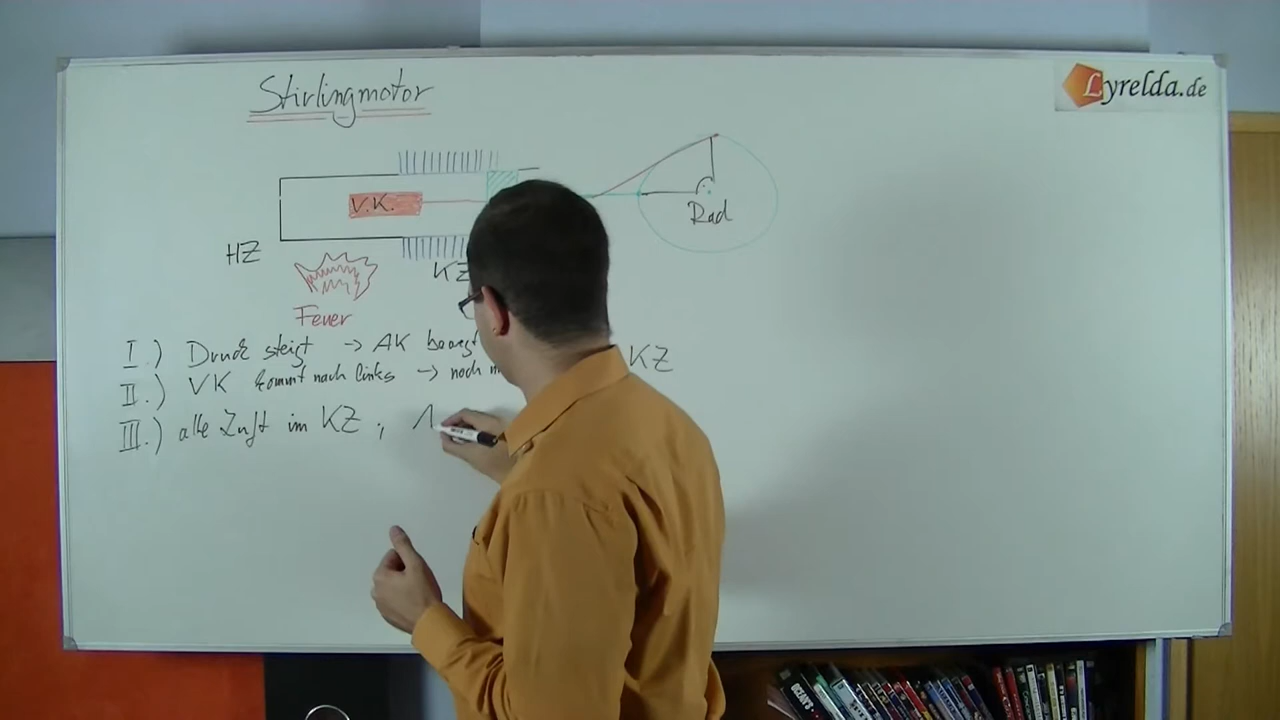 Stirlingmotor
Lyrelda.de
V.K.
Rad
HZ
KZ
Feuer
I.) Druck steigt → AK bewegt KZ
II.) VK kommt nach links → noch
III.) alle Luft im KZ ;